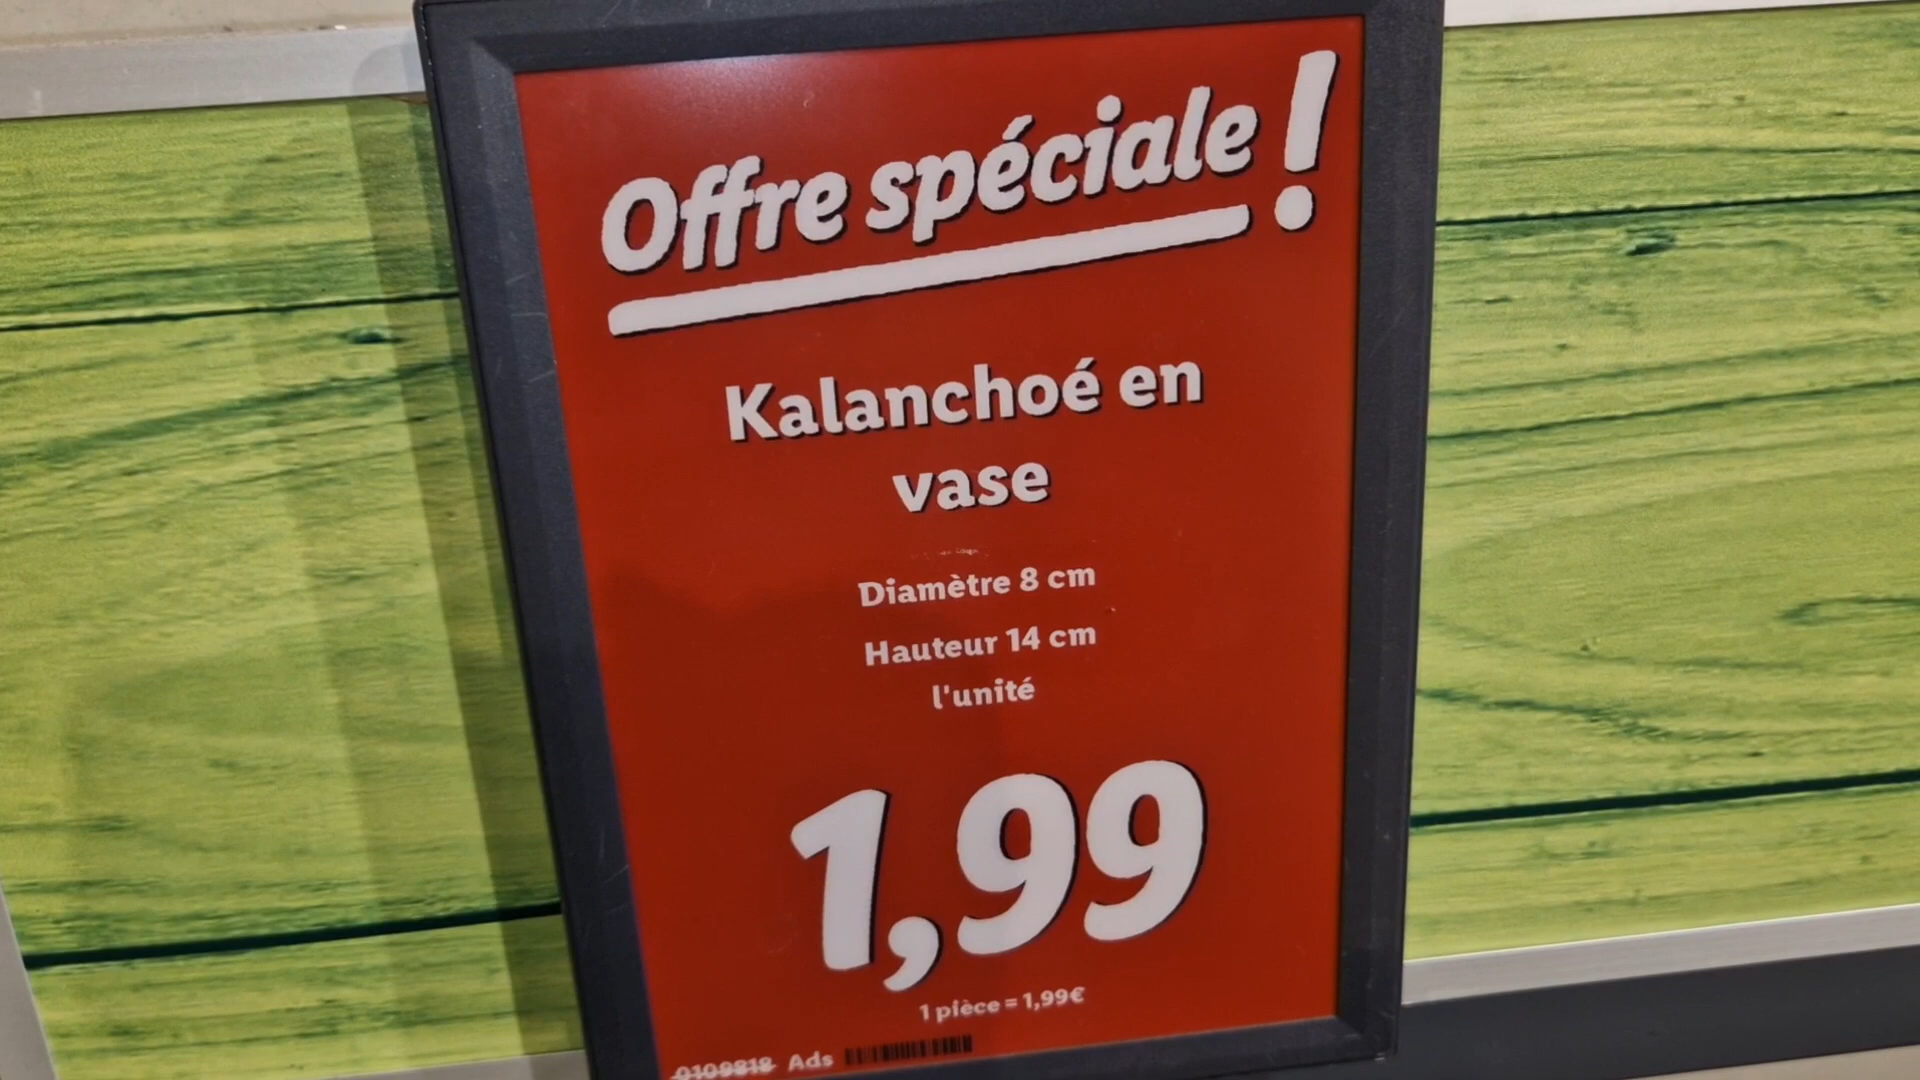 Offre spéciale !
Kalanchoé en
vase
Diamètre 8 cm
Hauteur 14 cm
l'unité
1,99
1 pièce = 1,99€
0109818 Ads